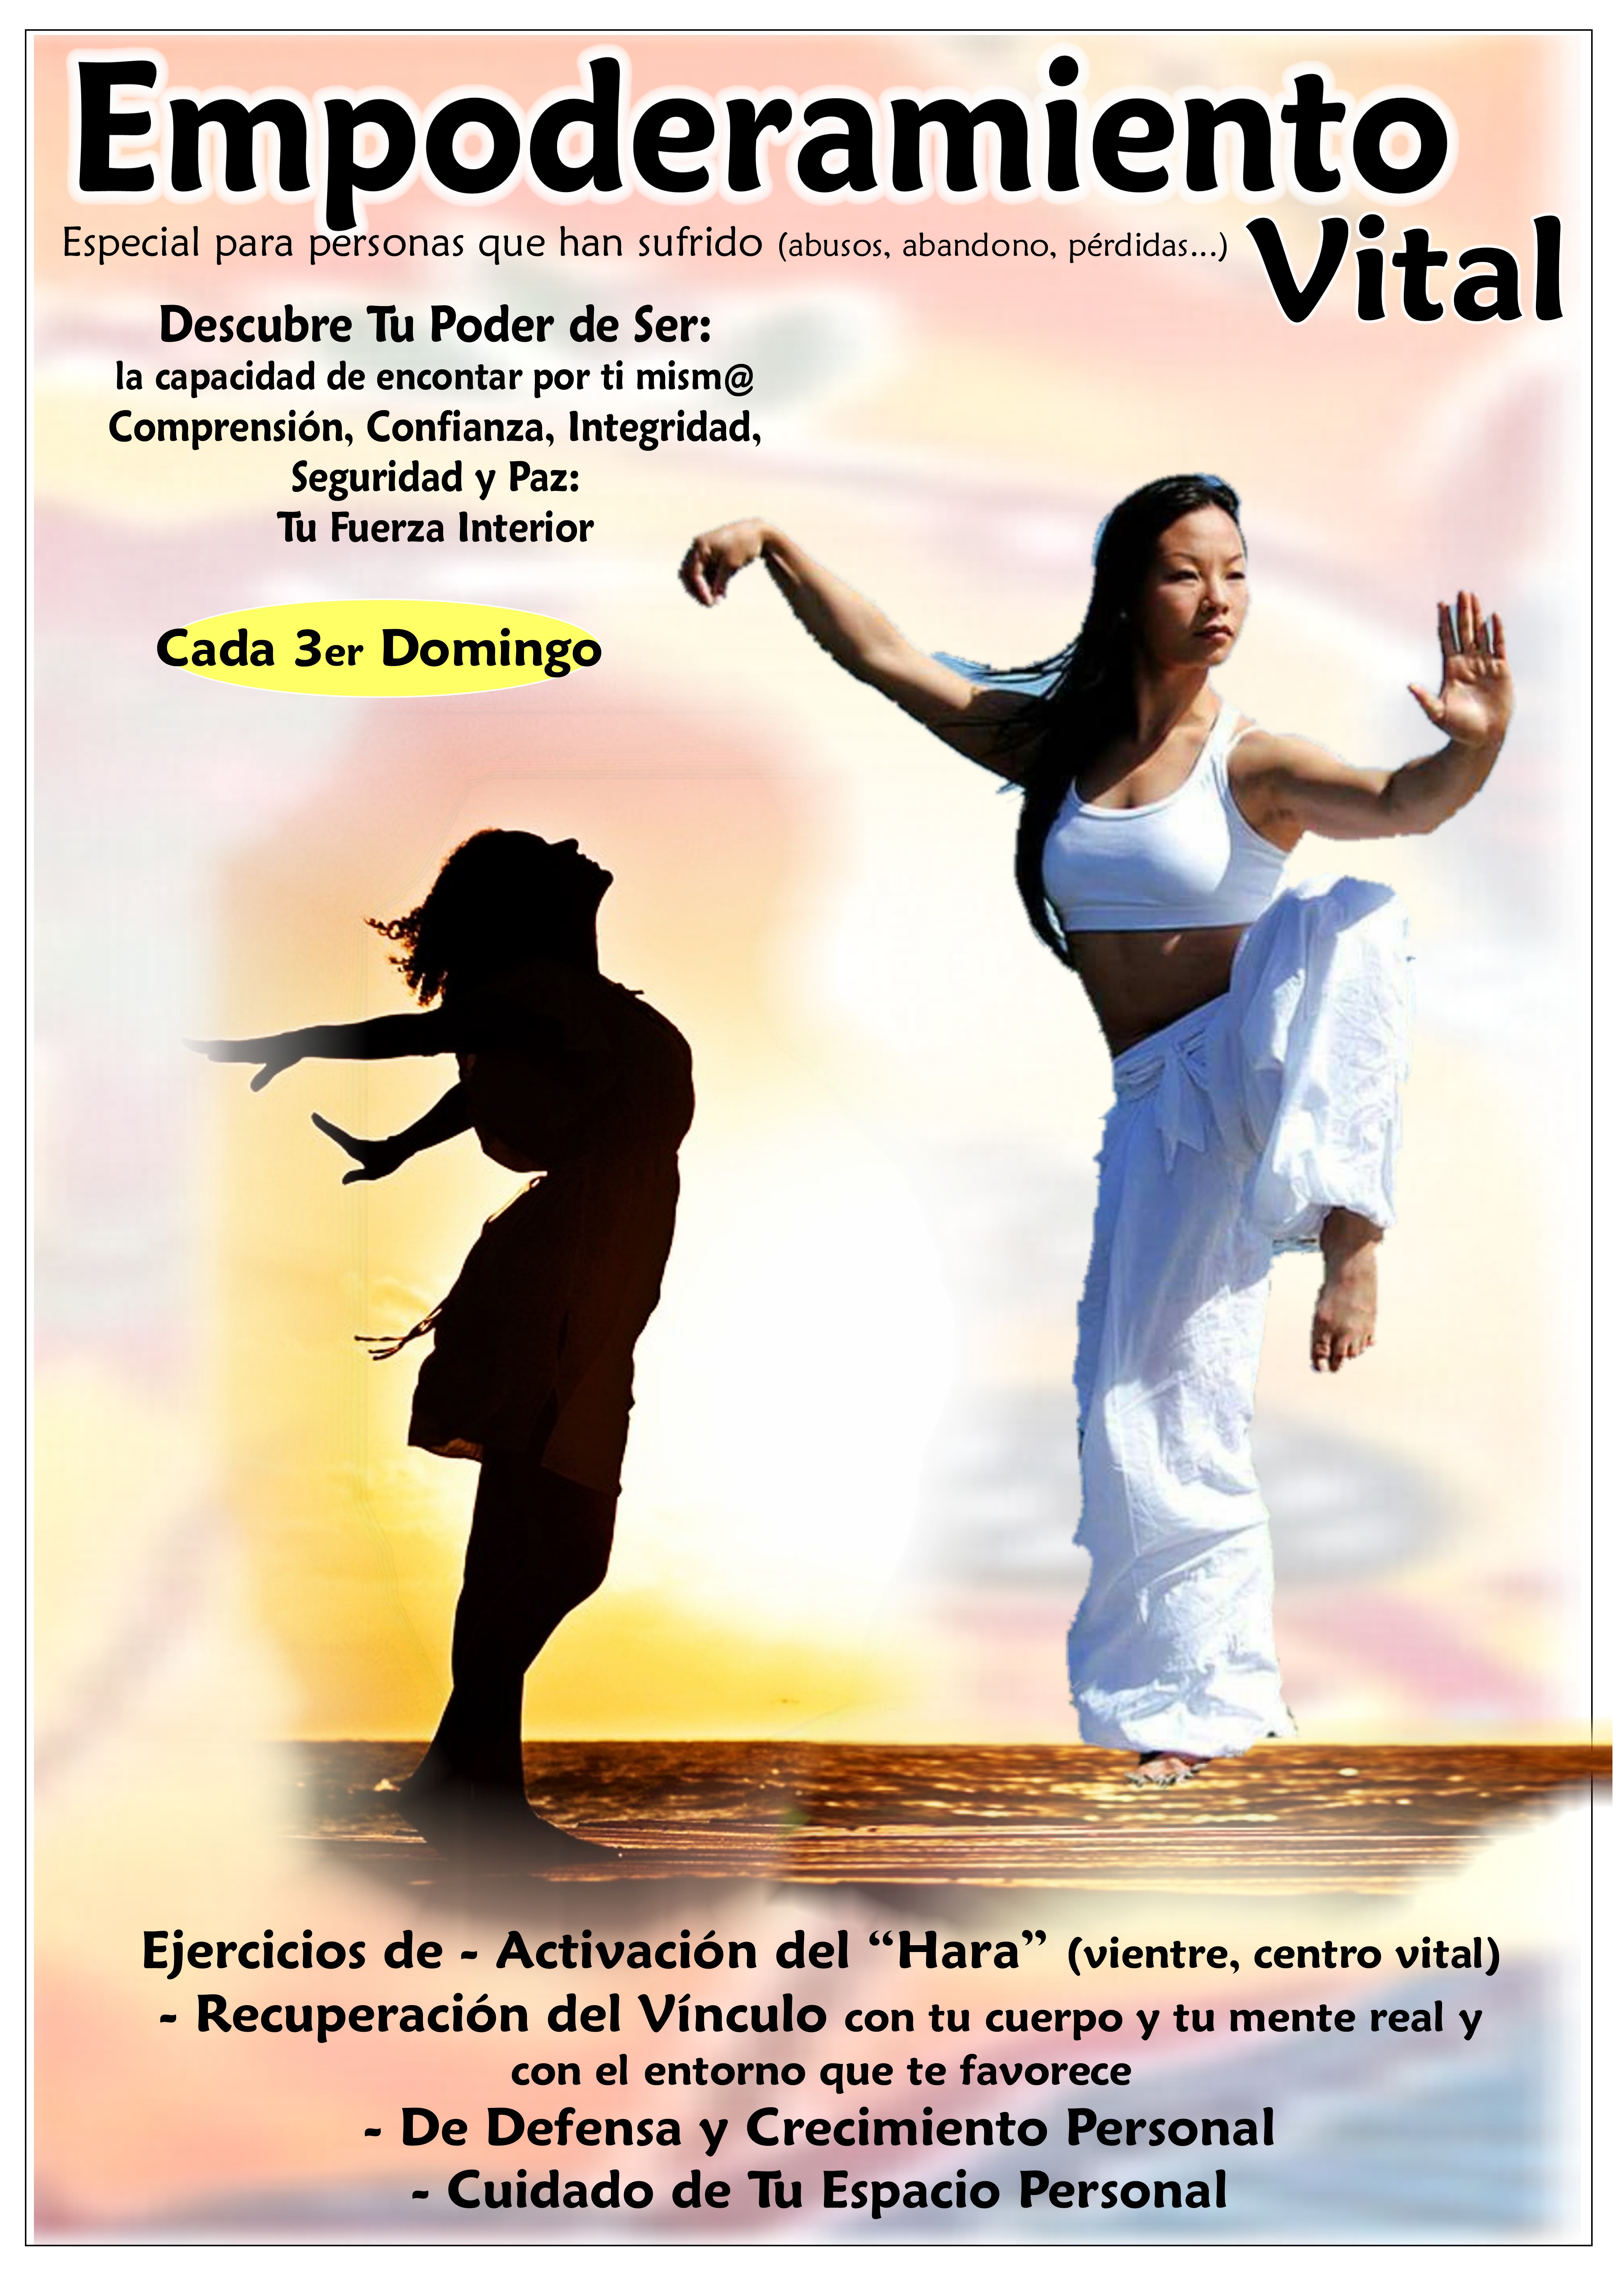 Empoderamiento
Vital
Especial para personas que han sufrido (abusos, abandono, pérdidas...)
Descubre Tu Poder de Ser:
la capacidad de encontar por ti mism@
Comprensión, Confianza, Integridad,
Seguridad y Paz:
Tu Fuerza Interior
Cada 3er Domingo
Ejercicios de - Activación del “Hara” (vientre, centro vital)
- Recuperación del Vínculo con tu cuerpo y tu mente real y
con el entorno que te favorece
- De Defensa y Crecimiento Personal
- Cuidado de Tu Espacio Personal